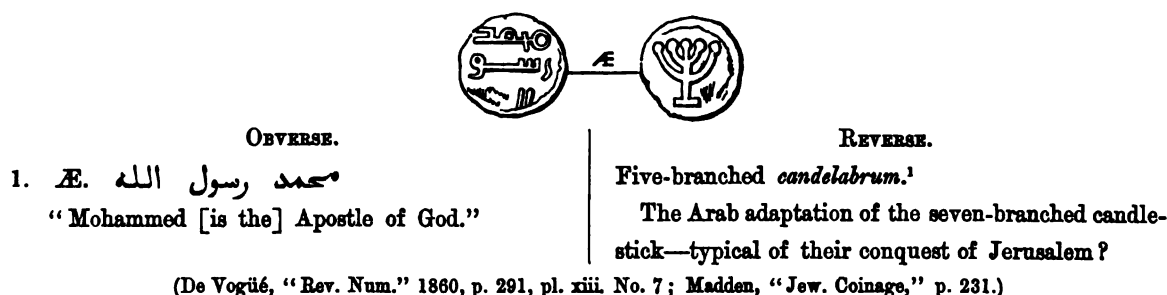 Æ
OBVERSE.
1. Æ. محمد رسول الله
“Mohammed [is the] Apostle of God.”
REVERSE.
Five-branched candelabrum.¹
The Arab adaptation of the seven-branched candle-
stick—typical of their conquest of Jerusalem?
(De Vogüé, “Rev. Num.” 1860, p. 291, pl. xiii, No. 7; Madden, “Jew. Coinage,” p. 231.)